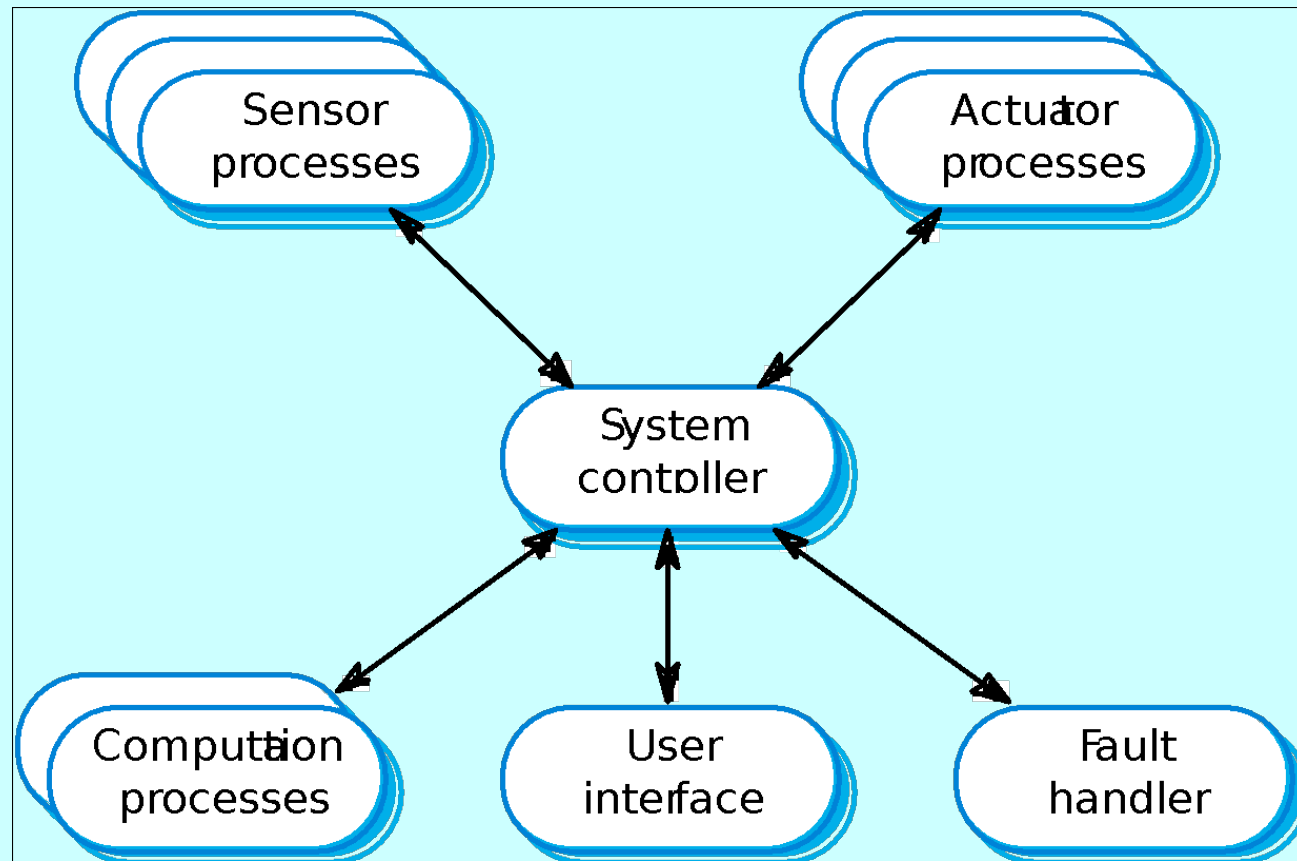 Sensor
processes
Actuator
processes
System
controller
Computation
processes
User
interface
Fault
handler